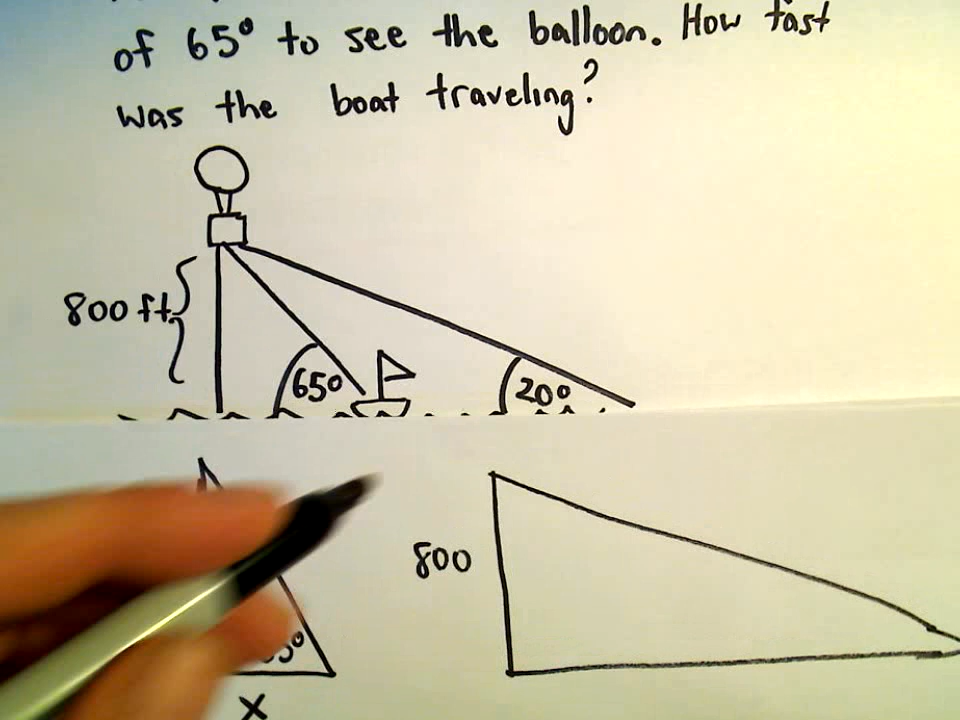 of 65° to see the balloon. How fast
was the boat traveling?
800 ft.
65°
20°
800
X